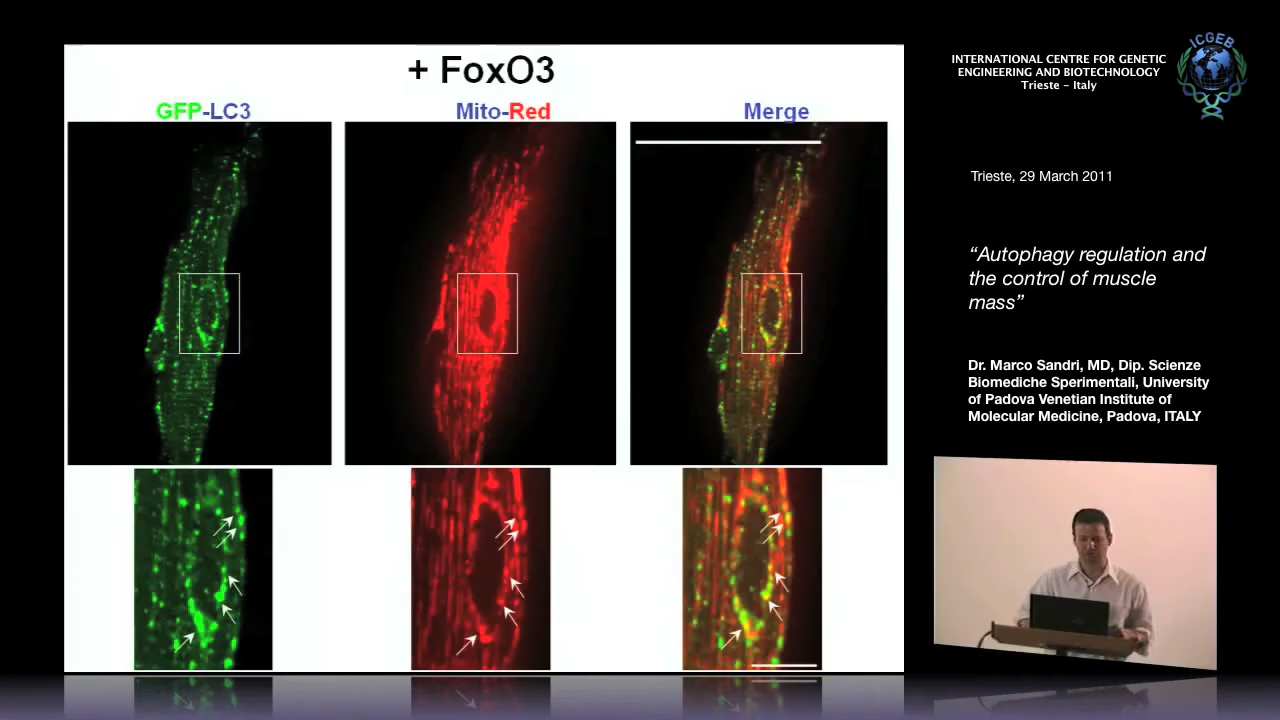 + FoxO3
GFP-LC3
Mito-Red
Merge
INTERNATIONAL CENTRE FOR GENETIC
ENGINEERING AND BIOTECHNOLOGY
Trieste – Italy
ICGEB
Trieste, 29 March 2011
“Autophagy regulation and
the control of muscle
mass”
Dr. Marco Sandri, MD, Dip. Scienze
Biomediche Sperimentali, University
of Padova Venetian Institute of
Molecular Medicine, Padova, ITALY